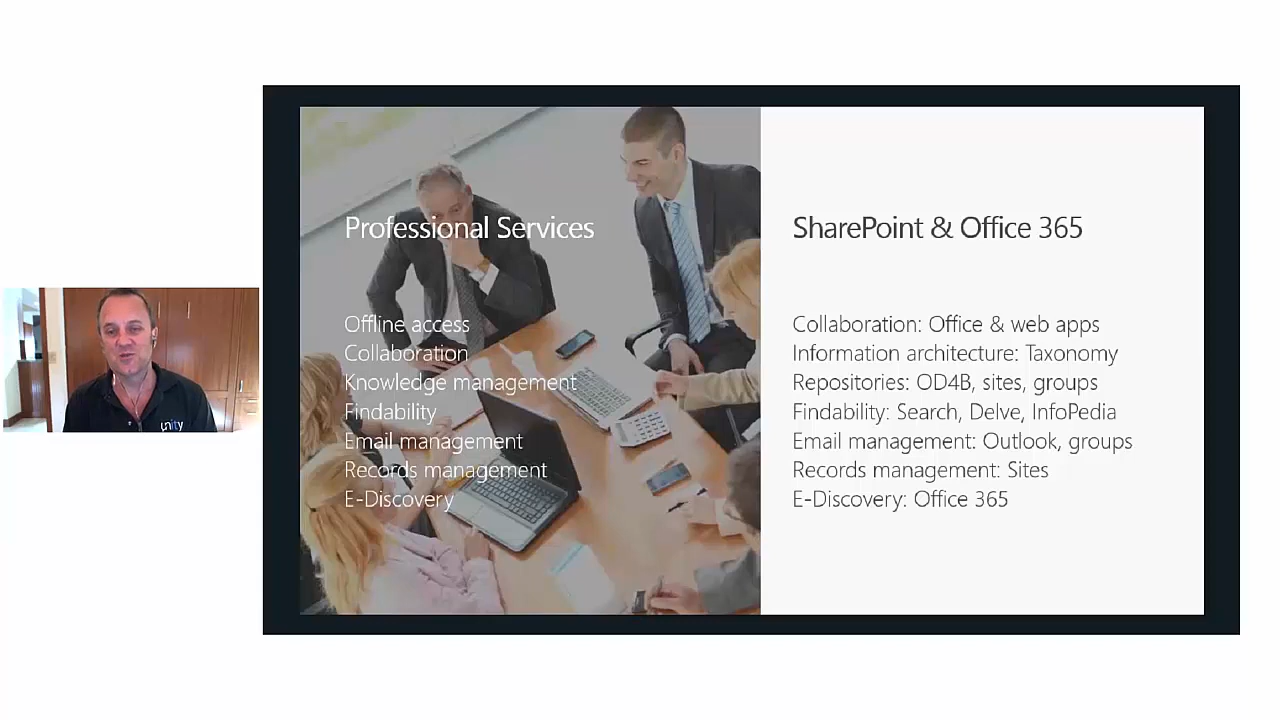 Professional Services
Offline access
Collaboration
Knowledge management
Findability
Email management
Records management
E-Discovery
SharePoint & Office 365
Collaboration: Office & web apps
Information architecture: Taxonomy
Repositories: OD4B, sites, groups
Findability: Search, Delve, InfoPedia
Email management: Outlook, groups
Records management: Sites
E-Discovery: Office 365
unity